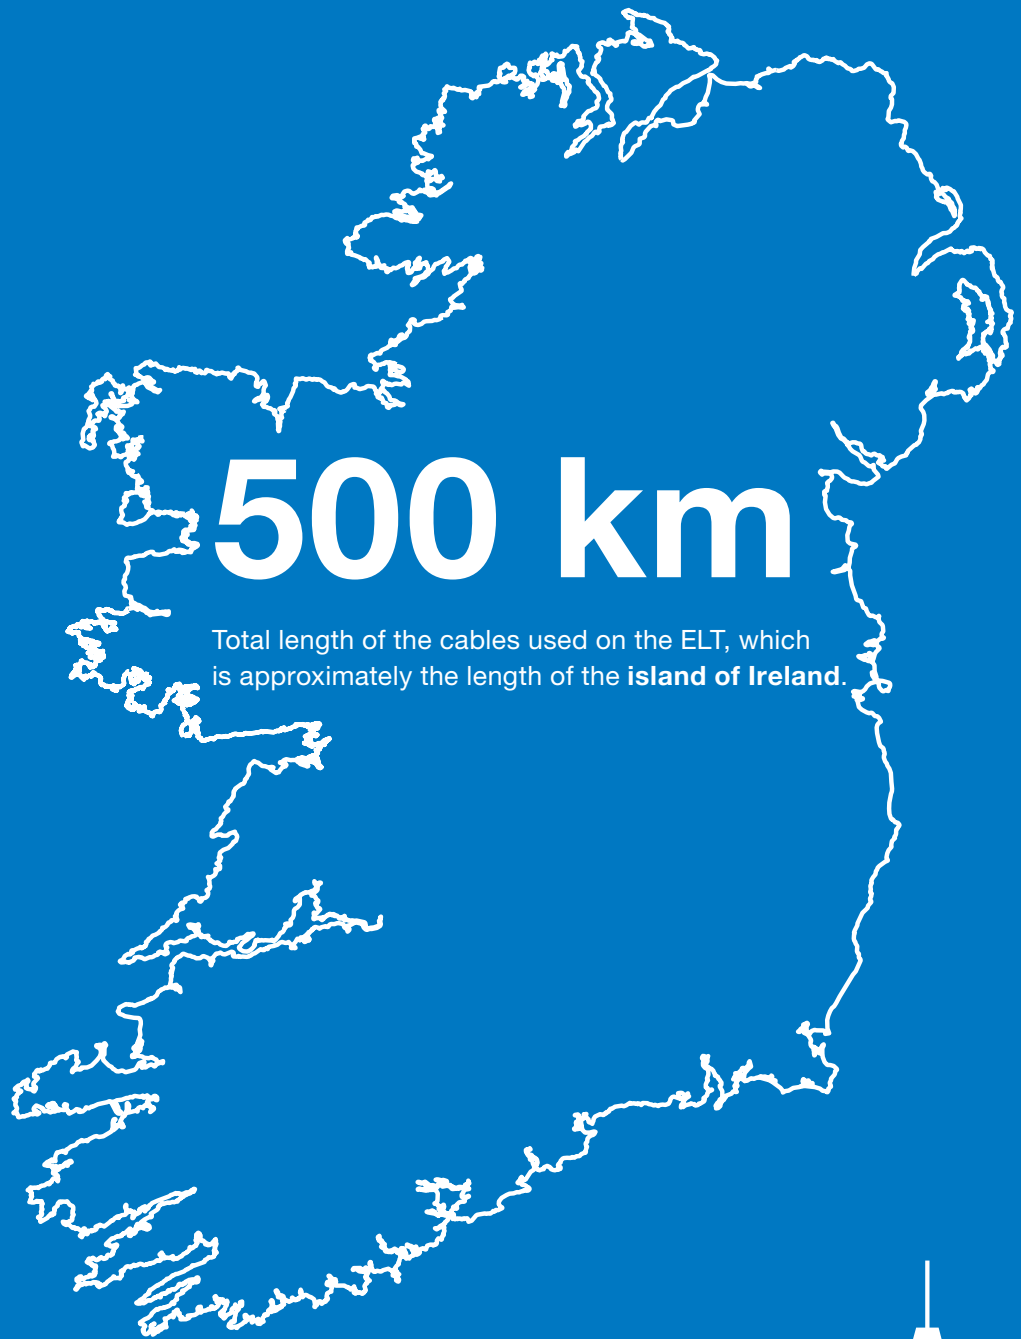 500 km
Total length of the cables used on the ELT, which
is approximately the length of the island of Ireland.